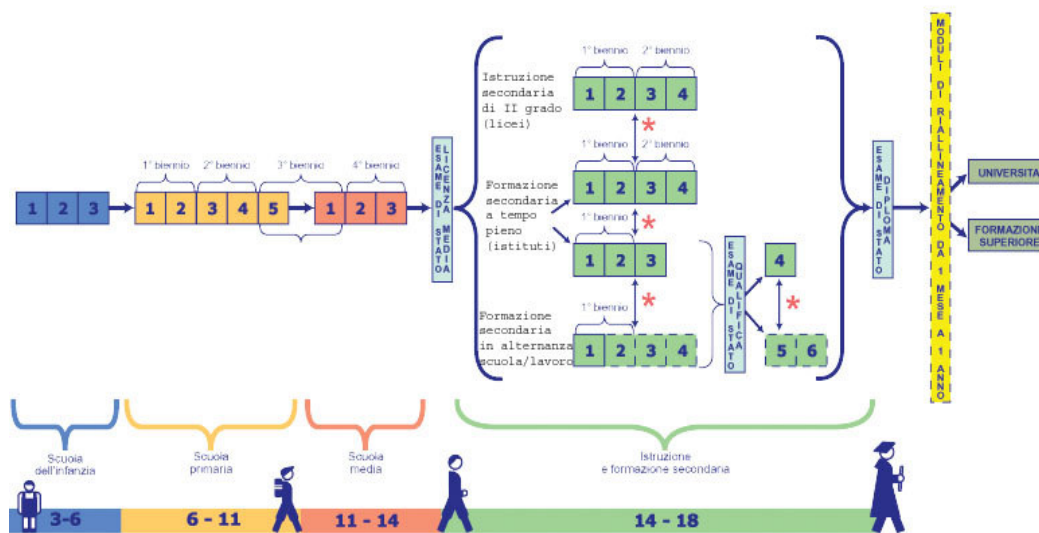 1° biennio
2° biennio
Istruzione
secondaria
di II grado
(licei)
1 2 3 4
*
1° biennio
2° biennio
3° biennio
4° biennio
1 2 3
1 2 3 4 5
1 2 3
ESAME DI STATO
LICENZA MEDIA
1° biennio
2° biennio
Formazione
secondaria
a tempo
pieno
(istituti)
1 2 3 4
1° biennio
*
1 2 3
*
1° biennio
Formazione
secondaria
in alternanza
scuola/lavoro
1 2 3 4
ESAME DI STATO
QUALIFICA
4
*
5 6
ESAME DI STATO
DIPLOMA
MODULI DI RIALLINEAMENTO DA 1 MESE A 1 ANNO
UNIVERSITA
FORMAZIONE
SUPERIORE
Scuola
dell'infanzia
Scuola
primaria
Scuola
media
Istruzione
e formazione secondaria
3-6
6 - 11
11 - 14
14 - 18